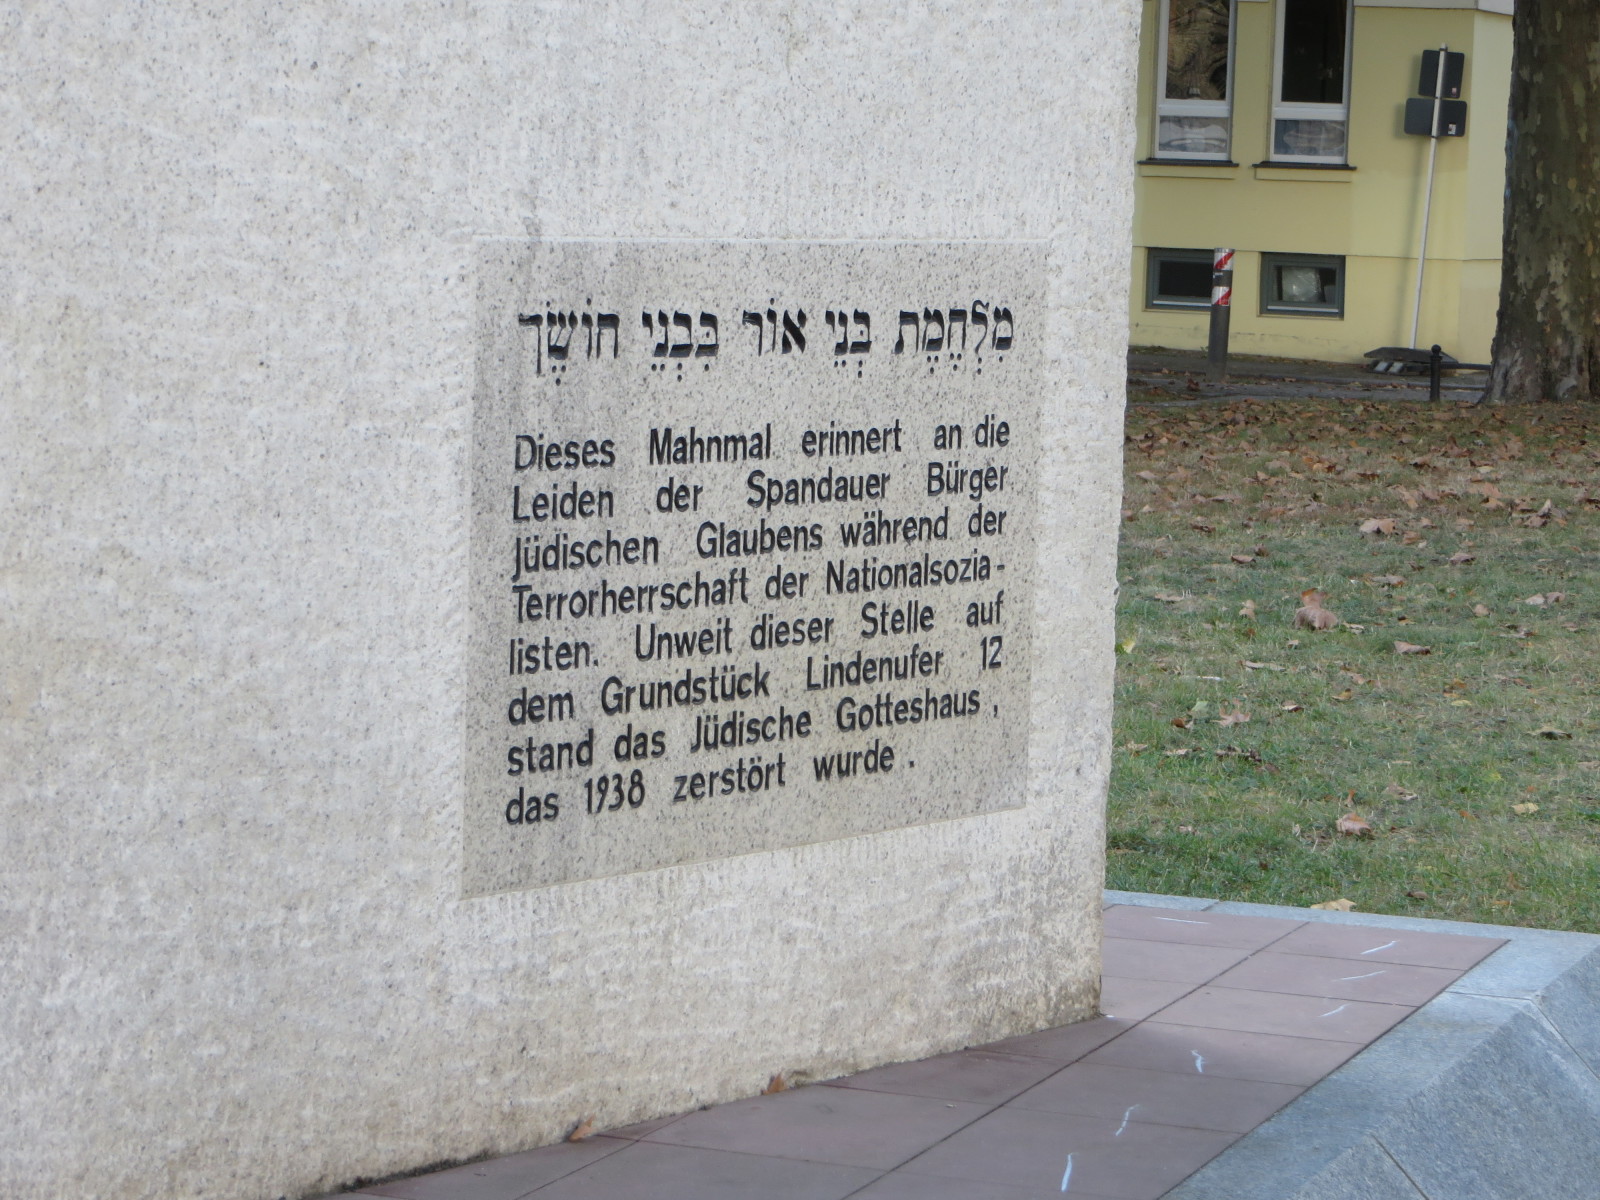 מִלְחֶמֶת בְּנֵי אוֹר בִּבְנֵי חוֹשֶׁךְ
Dieses Mahnmal erinnert an die
Leiden der Spandauer Bürger
Jüdischen Glaubens während der
Terrorherrschaft der Nationalsozia-
listen. Unweit dieser Stelle auf
dem Grundstück Lindenufer 12
stand das Jüdische Gotteshaus,
das 1938 zerstört wurde.